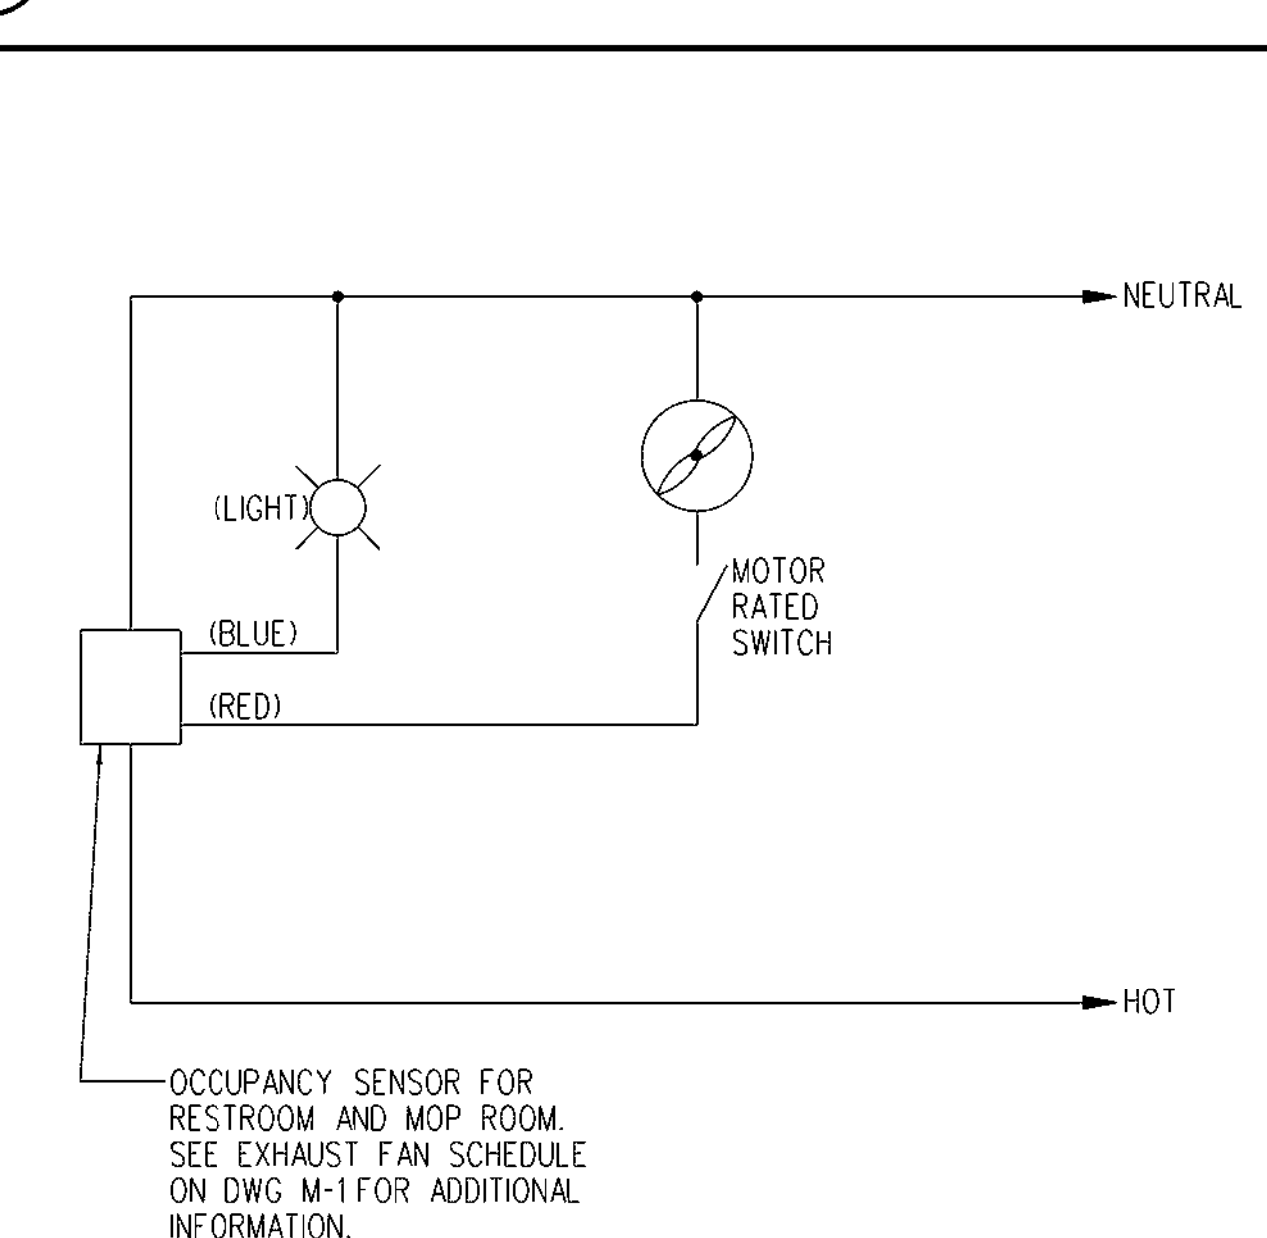 NEUTRAL
(LIGHT)
MOTOR
RATED
SWITCH
(BLUE)
(RED)
HOT
OCCUPANCY SENSOR FOR
RESTROOM AND MOP ROOM.
SEE EXHAUST FAN SCHEDULE
ON DWG M-1 FOR ADDITIONAL
INFORMATION.